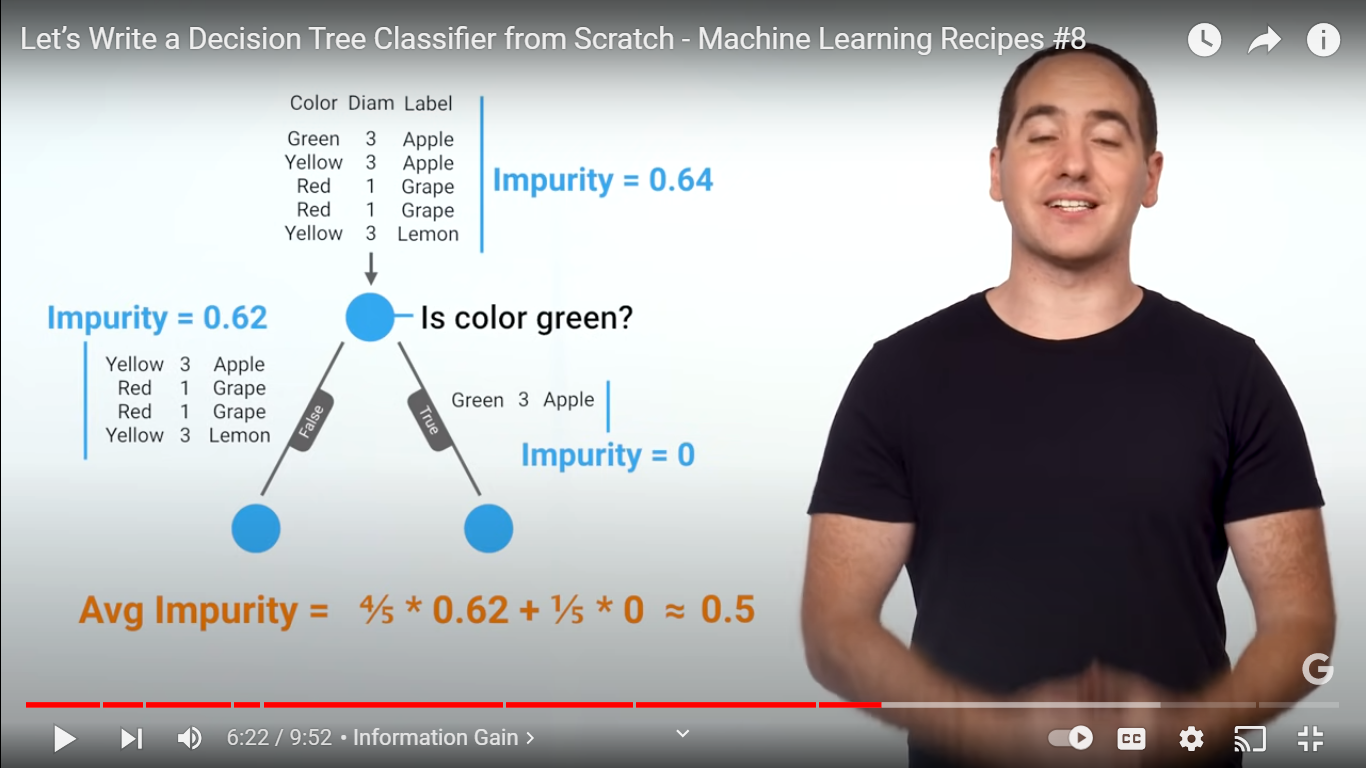 Let’s Write a Decision Tree Classifier from Scratch - Machine Learning Recipes #8
Color Diam Label
Green 3 Apple
Yellow 3 Apple
Red 1 Grape
Red 1 Grape
Yellow 3 Lemon
Impurity = 0.64
Impurity = 0.62
Is color green?
Yellow 3 Apple
Red 1 Grape
Red 1 Grape
Yellow 3 Lemon
False
True
Green 3 Apple
Impurity = 0
Avg Impurity = ⅘ * 0.62 + ⅕ * 0 ≈ 0.5
G
6:22 / 9:52 • Information Gain >
CC